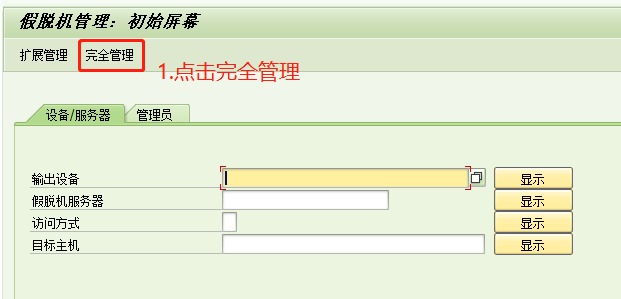 假脱机管理：初始屏幕
扩展管理 完全管理
1.点击完全管理
设备/服务器 管理员
输出设备 显示
假脱机服务器 显示
访问方式 显示
目标主机 显示